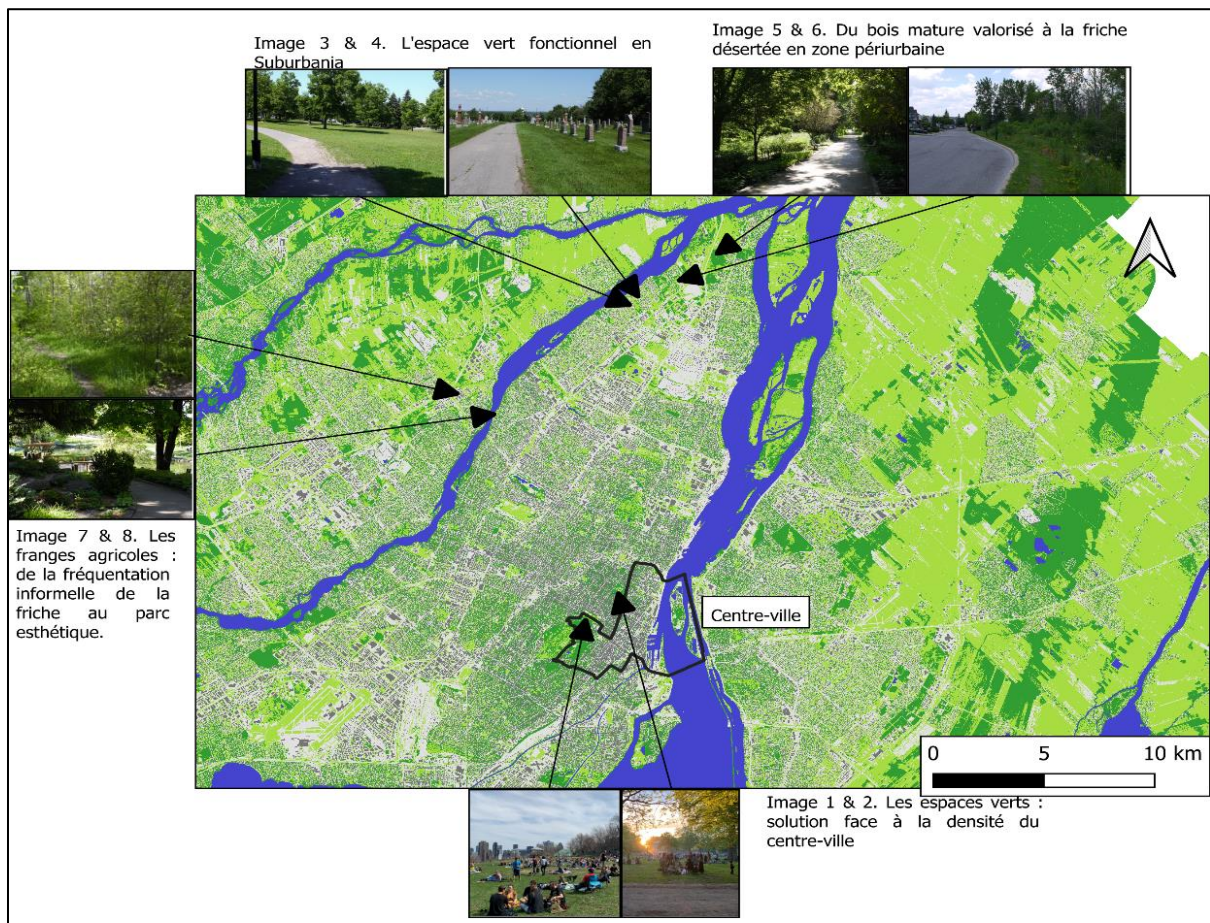 Image 3 & 4. L'espace vert fonctionnel en
Suburbania
Image 5 & 6. Du bois mature valorisé à la friche
désertée en zone périurbaine
Image 7 & 8. Les
franges agricoles :
de la fréquentation
informelle de la
friche au parc
esthétique.
Centre-ville
0 5 10 km
Image 1 & 2. Les espaces verts :
solution face à la densité du
centre-ville